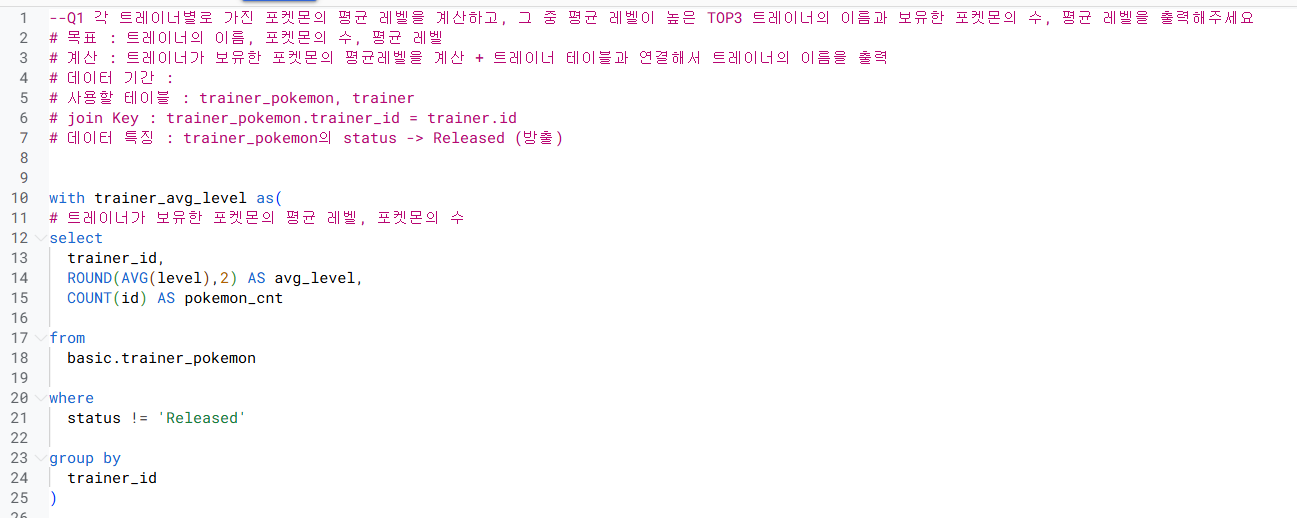 1 --Q1 각 트레이너별로 가진 포켓몬의 평균 레벨을 계산하고, 그 중 평균 레벨이 높은 TOP3 트레이너의 이름과 보유한 포켓몬의 수, 평균 레벨을 출력해주세요
2 # 목표 : 트레이너의 이름, 포켓몬의 수, 평균 레벨
3 # 계산 : 트레이너가 보유한 포켓몬의 평균레벨을 계산 + 트레이너 테이블과 연결해서 트레이너의 이름을 출력
4 # 데이터 기간 :
5 # 사용할 테이블 : trainer_pokemon, trainer
6 # join Key : trainer_pokemon.trainer_id = trainer.id
7 # 데이터 특징 : trainer_pokemon의 status -> Released (방출)
8
9
10 with trainer_avg_level as(
11 # 트레이너가 보유한 포켓몬의 평균 레벨, 포켓몬의 수
12 select
13 trainer_id,
14 ROUND(AVG(level),2) AS avg_level,
15 COUNT(id) AS pokemon_cnt
16
17 from
18 basic.trainer_pokemon
19
20 where
21 status != 'Released'
22
23 group by
24 trainer_id
25 )
26